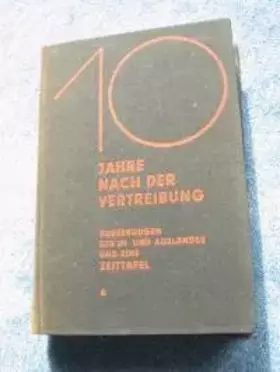 10
JAHRE
NACH DER
VERTREIBUNG
ÄUSSERUNGEN
DES IN- UND AUSLANDES
UND EINE
ZEITTAFEL